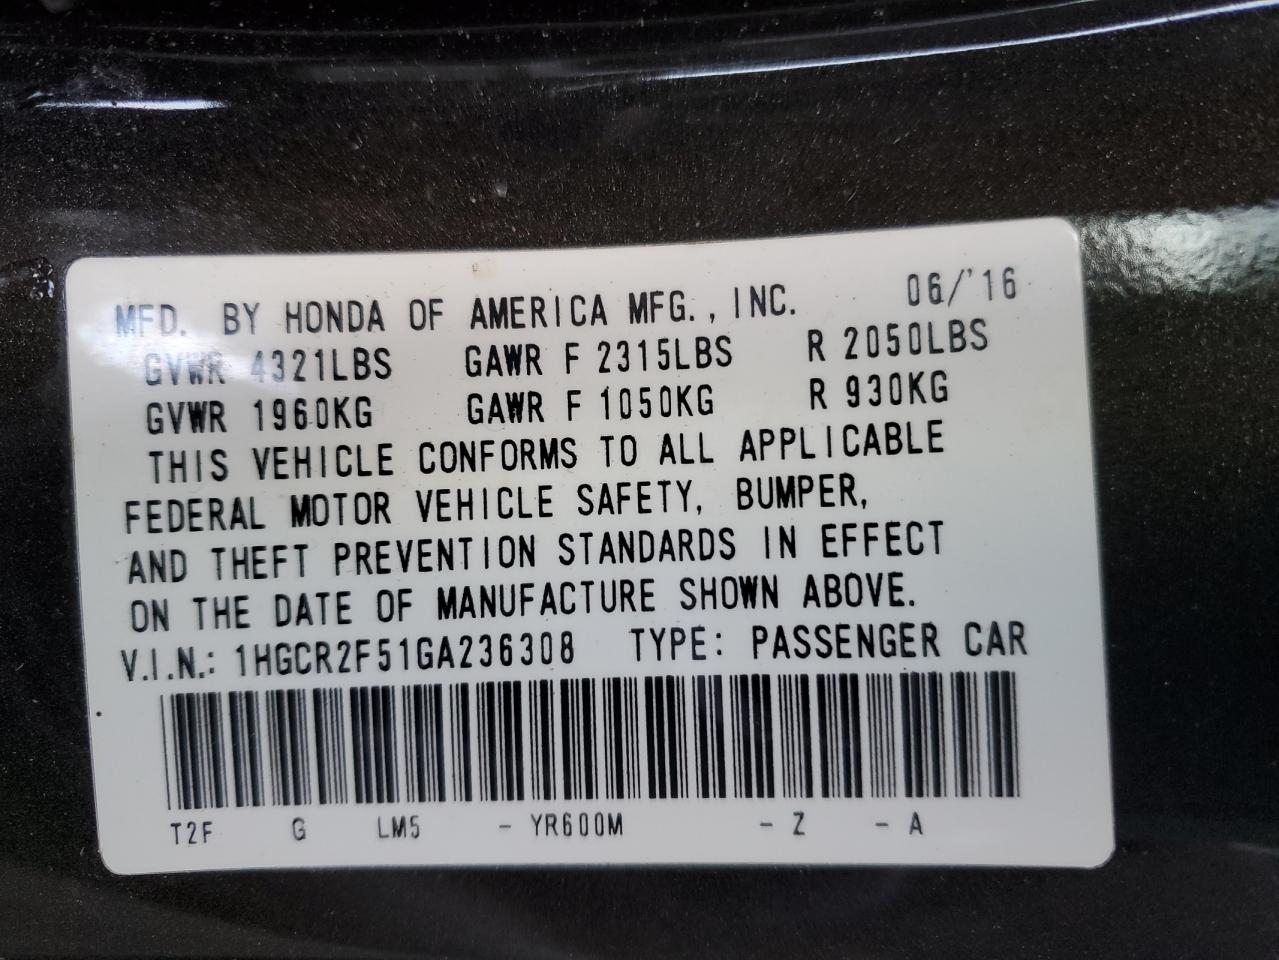 MFD. BY HONDA OF AMERICA MFG., INC. 06/'16
GVWR 4321LBS GAWR F 2315LBS R 2050LBS
GVWR 1960KG GAWR F 1050KG R 930KG
THIS VEHICLE CONFORMS TO ALL APPLICABLE
FEDERAL MOTOR VEHICLE SAFETY, BUMPER,
AND THEFT PREVENTION STANDARDS IN EFFECT
ON THE DATE OF MANUFACTURE SHOWN ABOVE.
V.I.N.: 1HGCR2F51GA236308 TYPE: PASSENGER CAR
T2F G LM5 - YR600M - Z - A